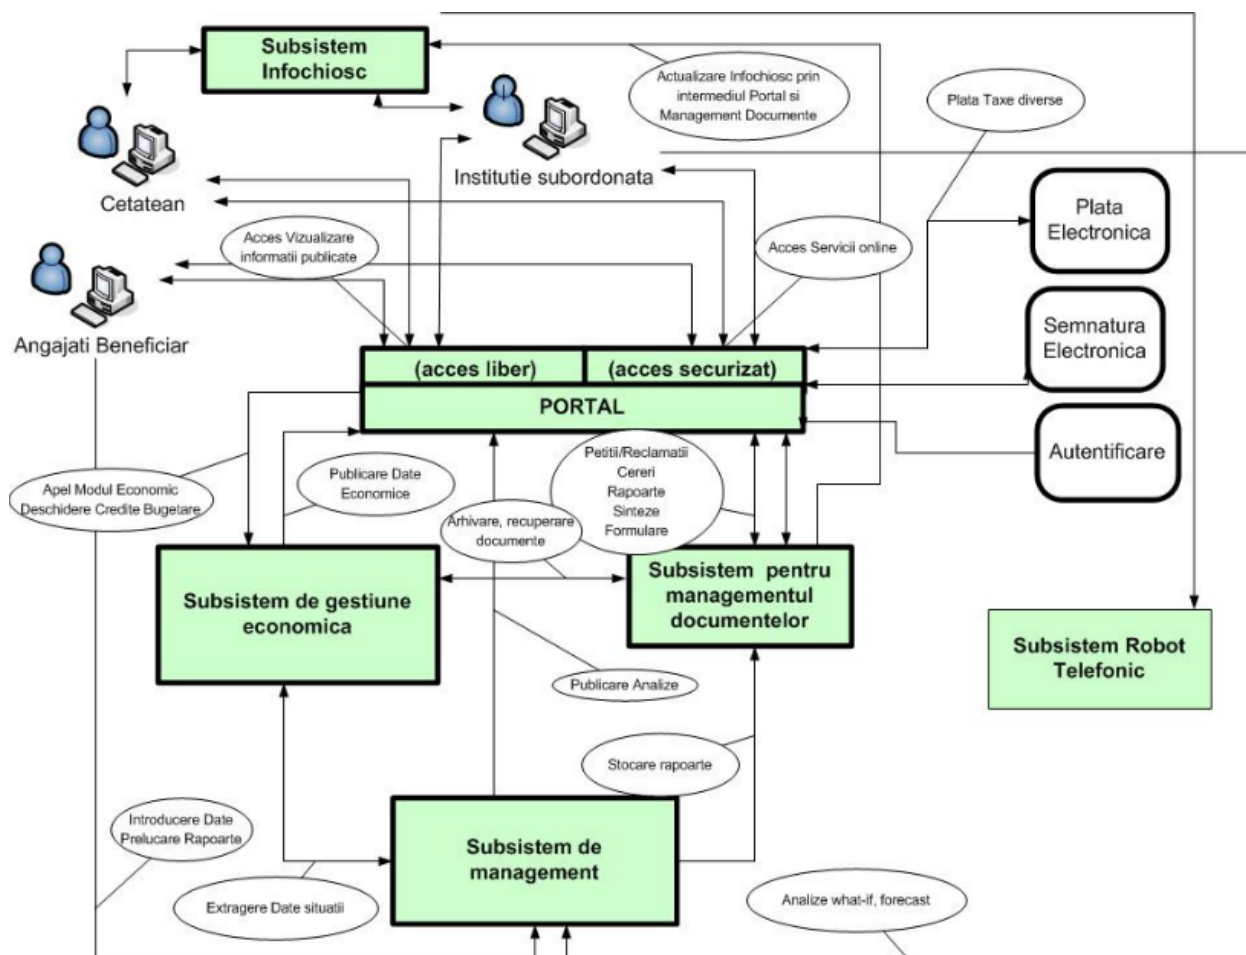 Subsistem
Infochiosc
Actualizare Infochiosc prin
intermediul Portal si
Management Documente
Plata Taxe diverse
Cetatean
Institutie subordonata
Plata
Electronica
Acces Vizualizare
informatii publicate
Acces Servicii online
Angajati Beneficiar
Semnatura
Electronica
(acces liber)
(acces securizat)
PORTAL
Autentificare
Apel Modul Economic
Deschidere Credite Bugetare
Publicare Date
Economice
Petitii/Reclamatii
Cereri
Rapoarte
Sinteze
Formulare
Arhivare, recuperare
documente
Subsistem de gestiune
economica
Subsistem pentru
managementul
documentelor
Subsistem Robot
Telefonic
Publicare Analize
Stocare rapoarte
Introducere Date
Prelucare Rapoarte
Subsistem de
management
Extragere Date situatii
Analize what-if, forecast